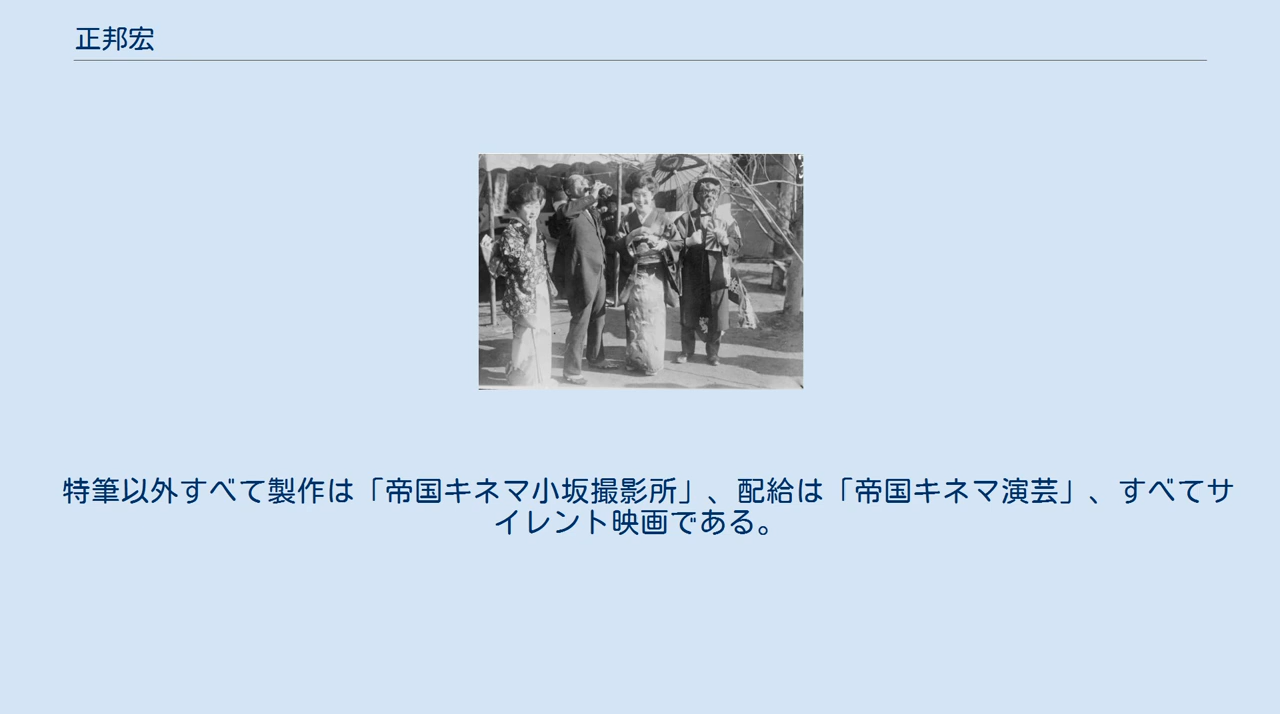 正邦宏
特筆以外すべて製作は「帝国キネマ小坂撮影所」、配給は「帝国キネマ演芸」、すべてサ
イレント映画である。